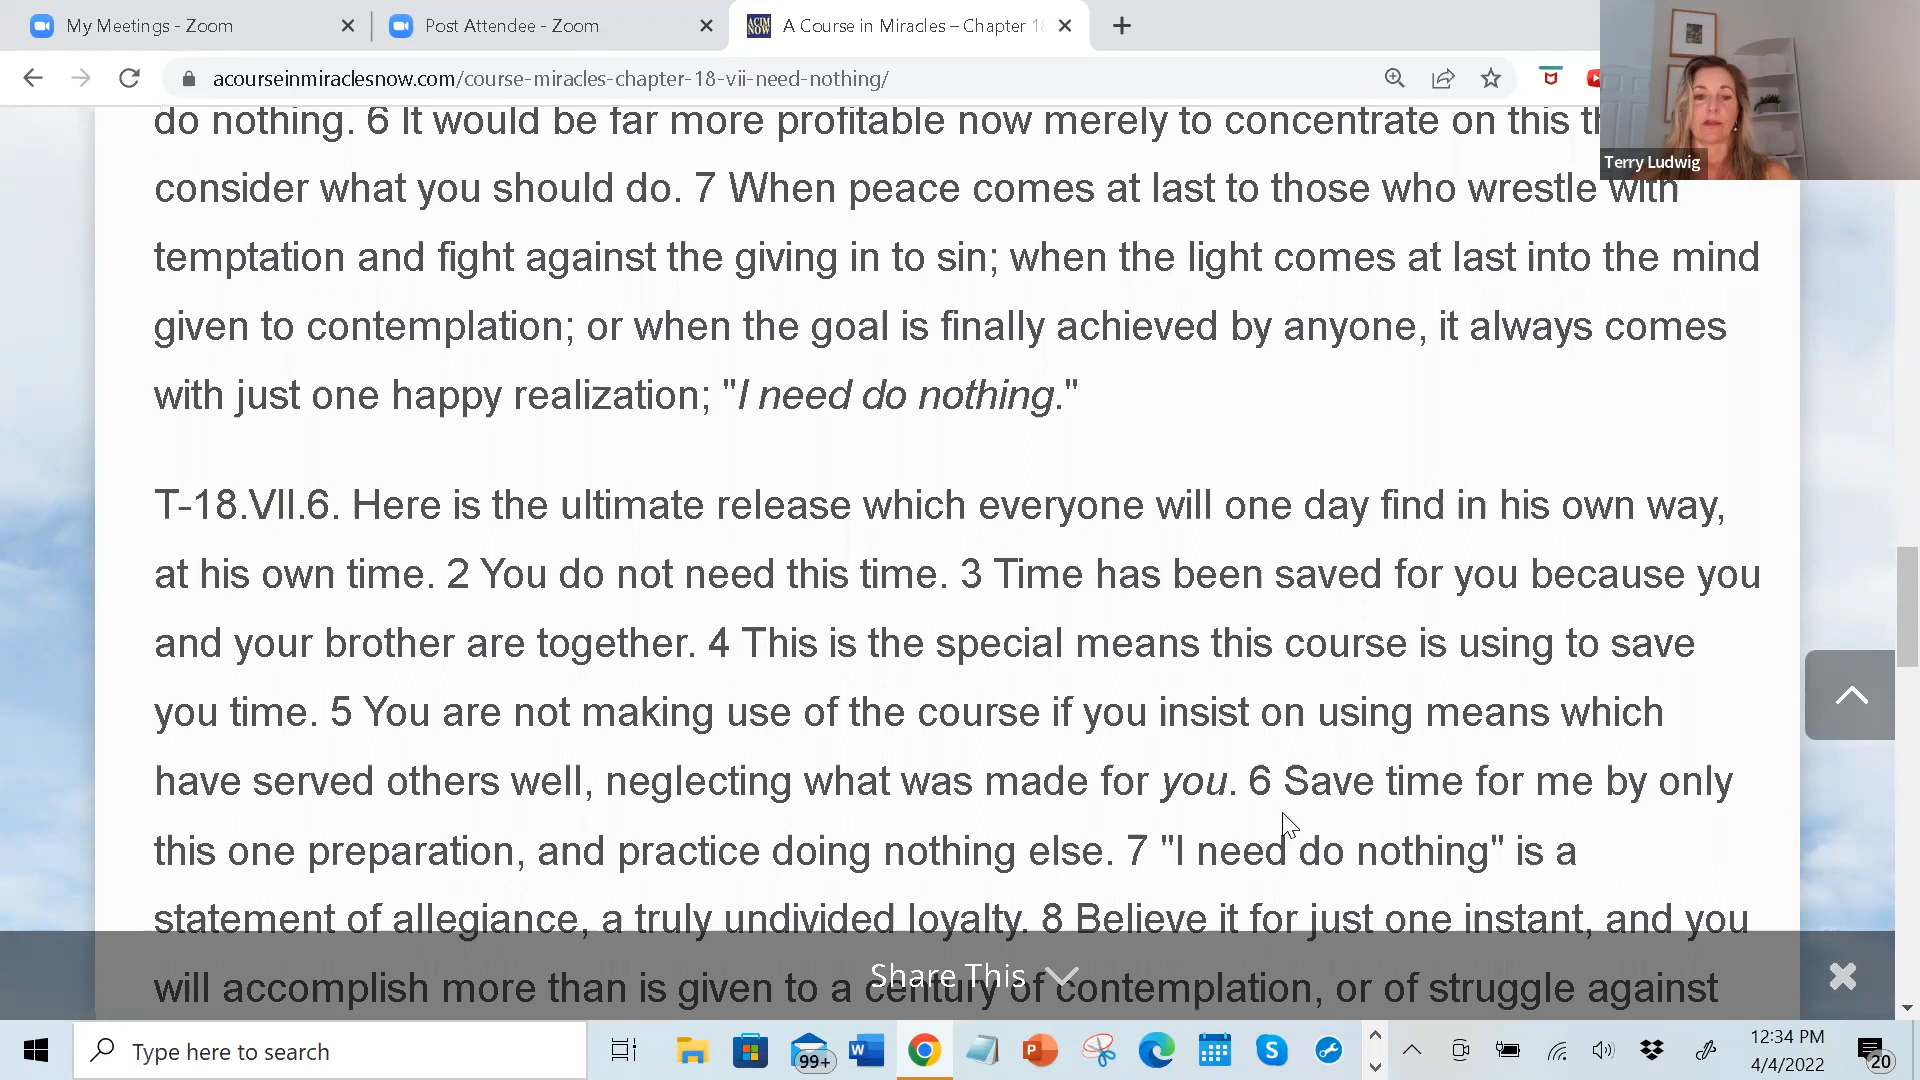 My Meetings - Zoom
Post Attendee - Zoom
ACIM
NOW
A Course in Miracles – Chapter 18
acourseinmiraclesnow.com/course-miracles-chapter-18-vii-need-nothing/
Terry Ludwig
do nothing. 6 It would be far more profitable now merely to concentrate on this
consider what you should do. 7 When peace comes at last to those who wrestle with
temptation and fight against the giving in to sin; when the light comes at last into the mind
given to contemplation; or when the goal is finally achieved by anyone, it always comes
with just one happy realization; "I need do nothing."
T-18.VII.6. Here is the ultimate release which everyone will one day find in his own way,
at his own time. 2 You do not need this time. 3 Time has been saved for you because you
and your brother are together. 4 This is the special means this course is using to save
you time. 5 You are not making use of the course if you insist on using means which
have served others well, neglecting what was made for you. 6 Save time for me by only
this one preparation, and practice doing nothing else. 7 "I need do nothing" is a
statement of allegiance, a truly undivided loyalty. 8 Believe it for just one instant, and you
will accomplish more than is given to a century of contemplation, or of struggle against
Share This
Type here to search
99+
W
P
S
12:34 PM
4/4/2022
20